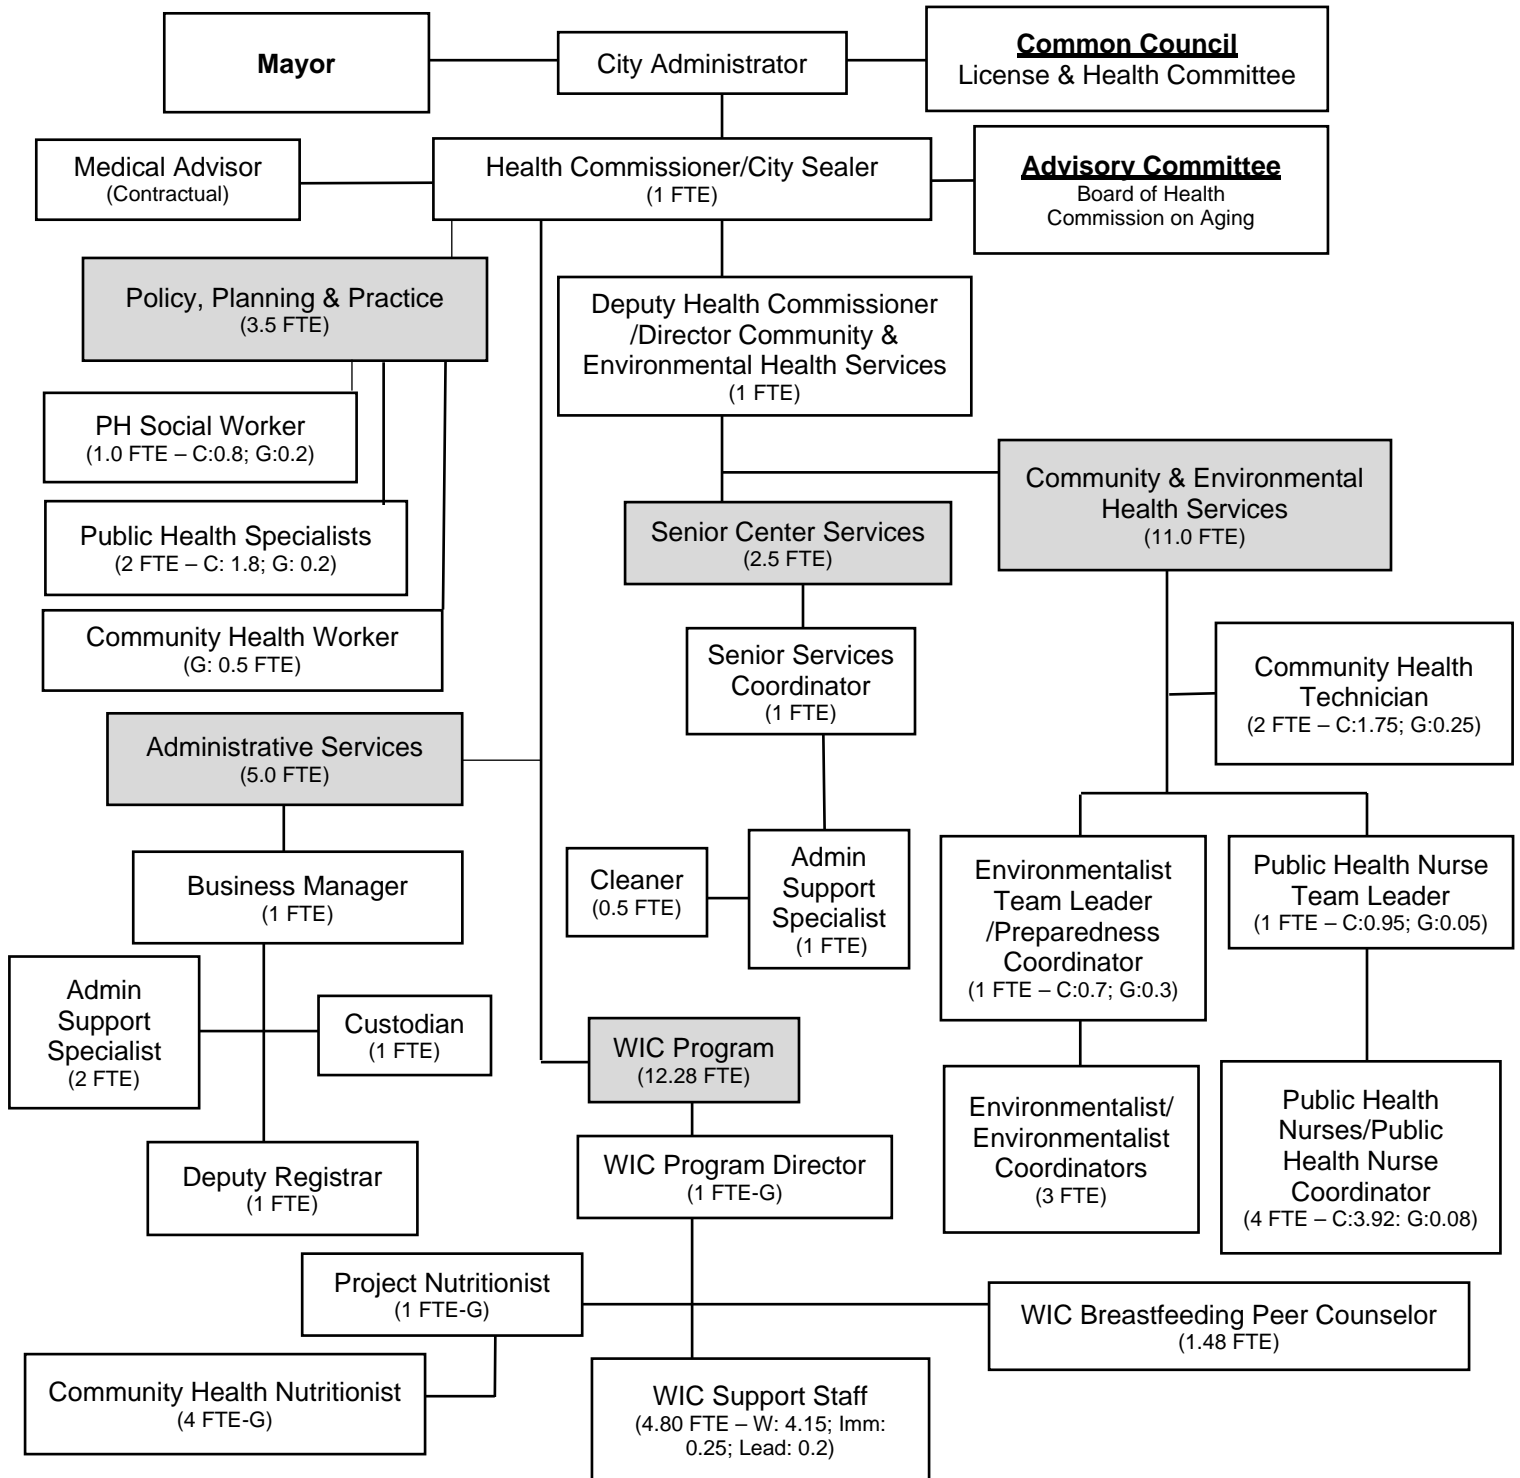 Mayor
City Administrator
Common Council
License & Health Committee
Medical Advisor
(Contractual)
Health Commissioner/City Sealer
(1 FTE)
Advisory Committee
Board of Health
Commission on Aging
Policy, Planning & Practice
(3.5 FTE)
Deputy Health Commissioner
/Director Community &
Environmental Health Services
(1 FTE)
PH Social Worker
(1.0 FTE – C:0.8; G:0.2)
Public Health Specialists
(2 FTE – C: 1.8; G: 0.2)
Community Health Worker
(G: 0.5 FTE)
Senior Center Services
(2.5 FTE)
Community & Environmental
Health Services
(11.0 FTE)
Senior Services
Coordinator
(1 FTE)
Community Health
Technician
(2 FTE – C:1.75; G:0.25)
Administrative Services
(5.0 FTE)
Business Manager
(1 FTE)
Cleaner
(0.5 FTE)
Admin
Support
Specialist
(1 FTE)
Environmentalist
Team Leader
/Preparedness
Coordinator
(1 FTE – C:0.7; G:0.3)
Public Health Nurse
Team Leader
(1 FTE – C:0.95; G:0.05)
Admin
Support
Specialist
(2 FTE)
Custodian
(1 FTE)
WIC Program
(12.28 FTE)
Environmentalist/
Environmentalist
Coordinators
(3 FTE)
Public Health
Nurses/Public
Health Nurse
Coordinator
(4 FTE – C:3.92: G:0.08)
Deputy Registrar
(1 FTE)
WIC Program Director
(1 FTE-G)
Project Nutritionist
(1 FTE-G)
WIC Breastfeeding Peer Counselor
(1.48 FTE)
Community Health Nutritionist
(4 FTE-G)
WIC Support Staff
(4.80 FTE – W: 4.15; Imm:
0.25; Lead: 0.2)